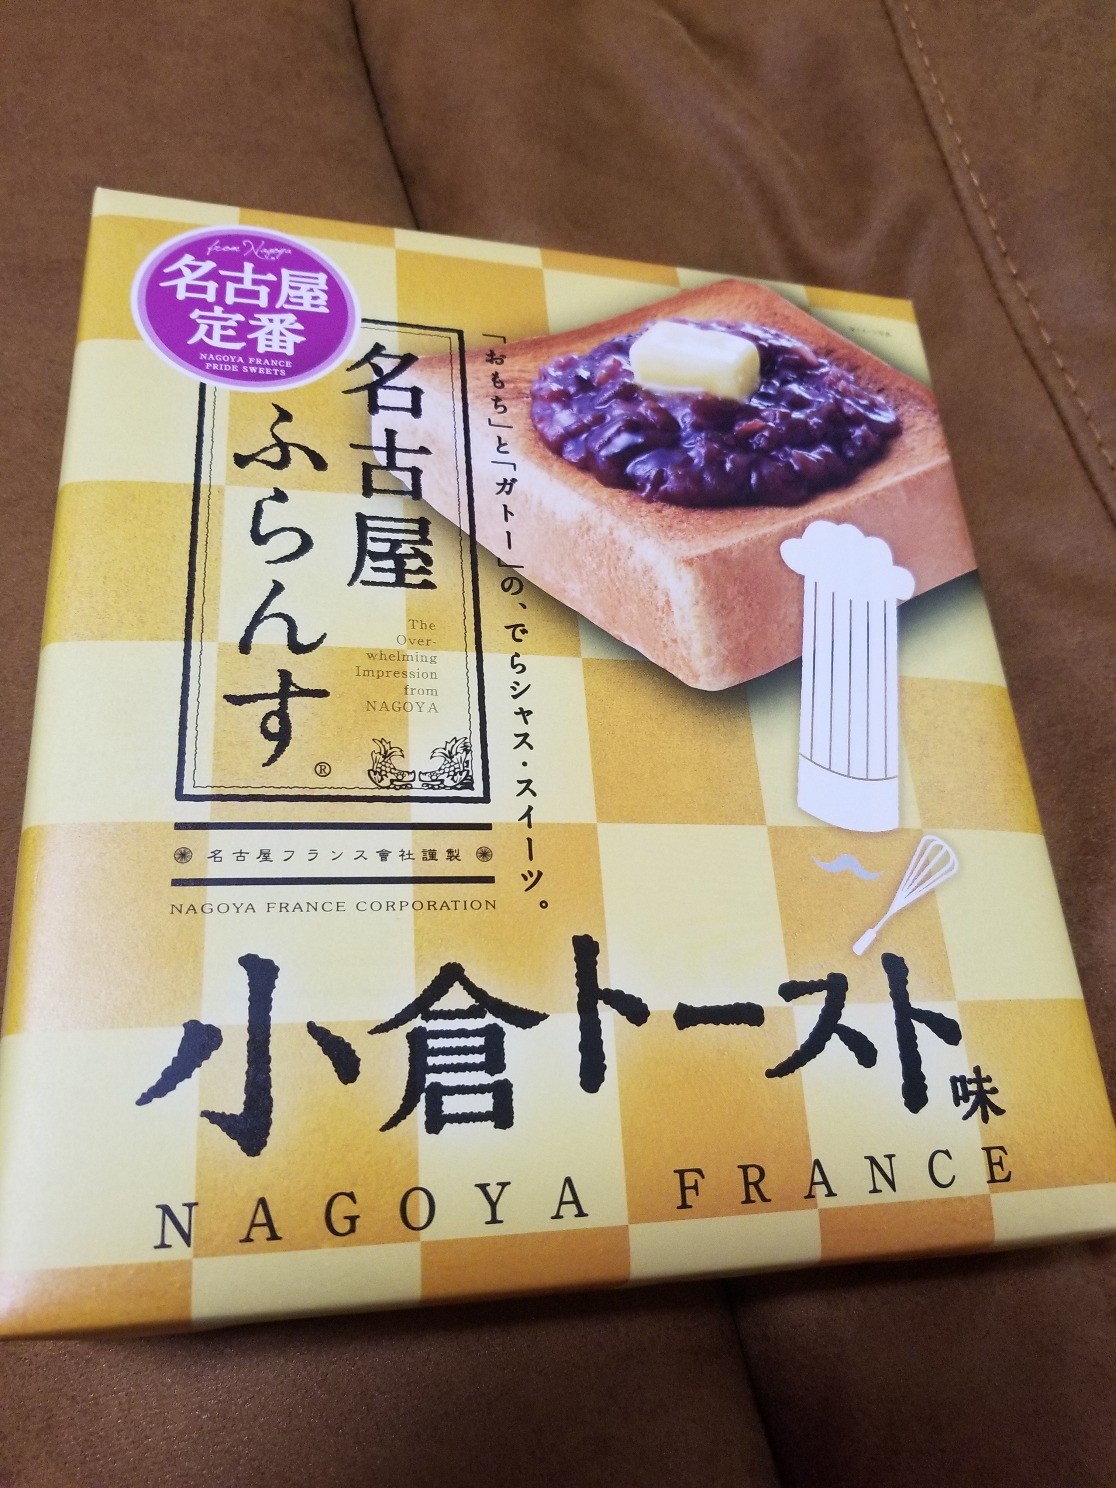 from Nagoya
名古屋
定番
NAGOYA FRANCE
PRIDE SWEETS
名古屋
ふらんす
®
The
Over-
whelming
Impression
from
NAGOYA
「おもち」と「ガトー」の、でらシャス・スイーツ。
名古屋フランス會社謹製
NAGOYA FRANCE CORPORATION
小倉トースト味
NAGOYA FRANCE